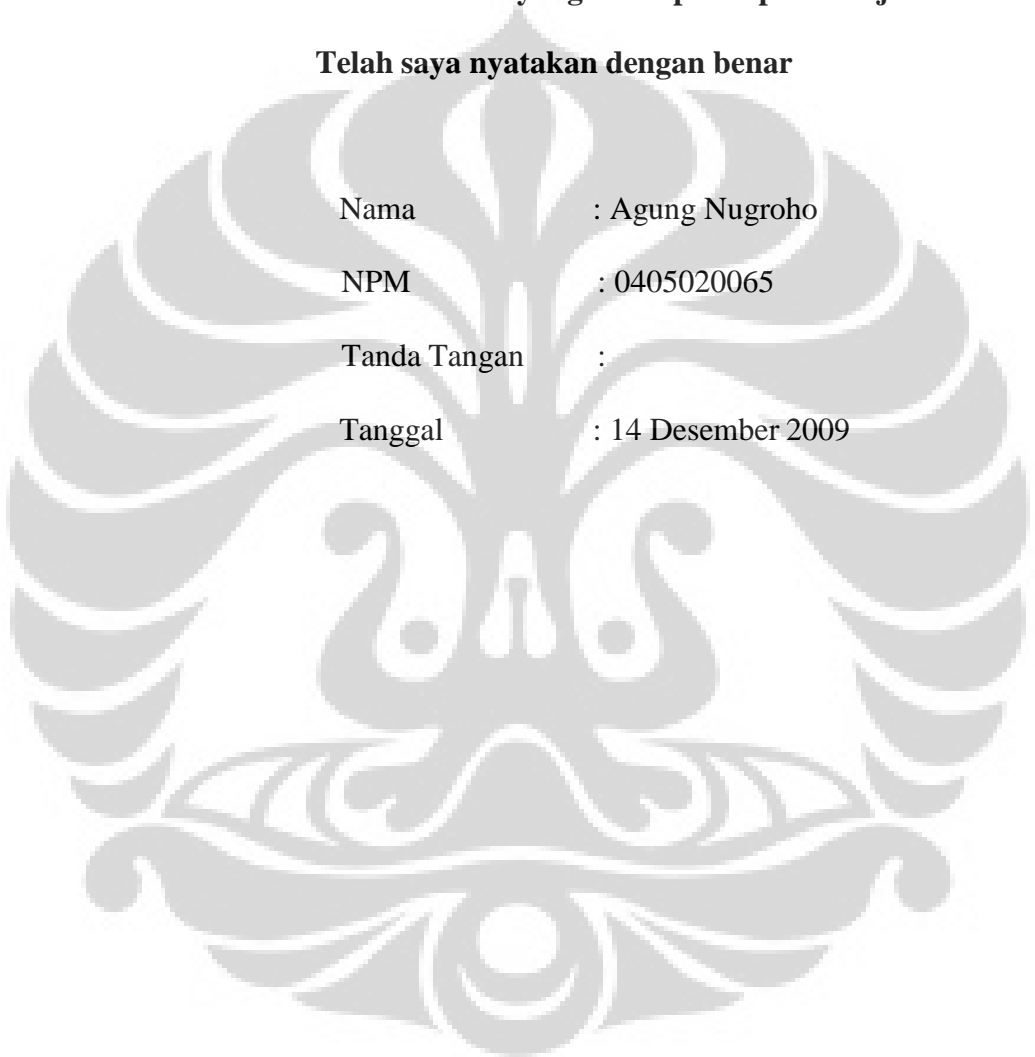 Telah saya nyatakan dengan benar
Nama : Agung Nugroho
NPM : 0405020065
Tanda Tangan :
Tanggal : 14 Desember 2009